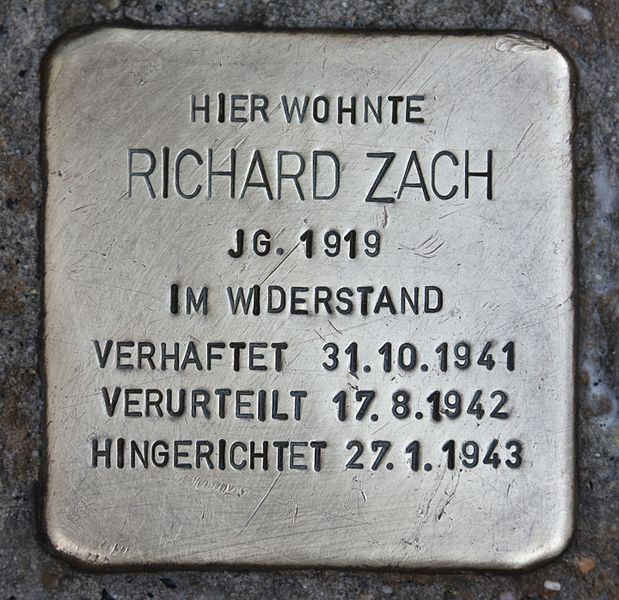 HIER WOHNTE
RICHARD ZACH
JG. 1919
IM WIDERSTAND
VERHAFTET 31.10.1941
VERURTEILT 17.8.1942
HINGERICHTET 27.1.1943